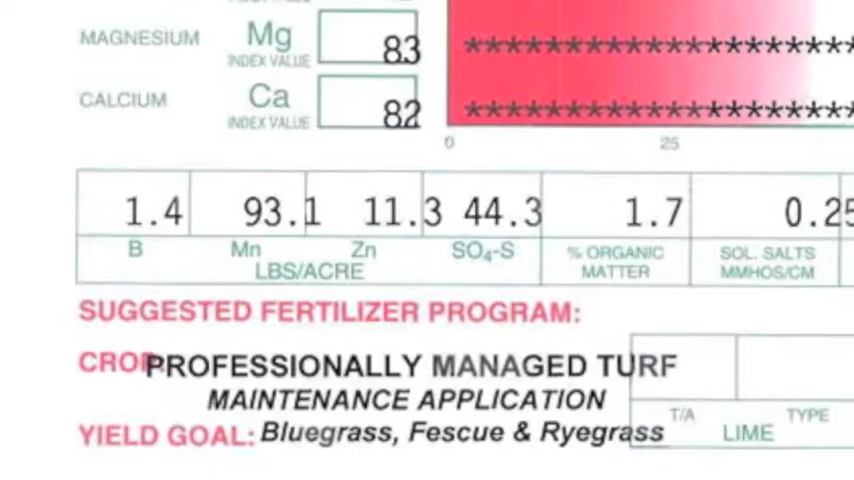 MAGNESIUM Mg 83 ************************
INDEX VALUE
CALCIUM Ca 82 ************************
INDEX VALUE
0 25
1.4 93.1 11.3 44.3 1.7 0.25
B Mn Zn SO₄-S % ORGANIC SOL. SALTS
LBS/ACRE MATTER MMHOS/CM
SUGGESTED FERTILIZER PROGRAM:
CROP: PROFESSIONALLY MANAGED TURF
MAINTENANCE APPLICATION
T/A TYPE
YIELD GOAL: Bluegrass, Fescue & Ryegrass LIME